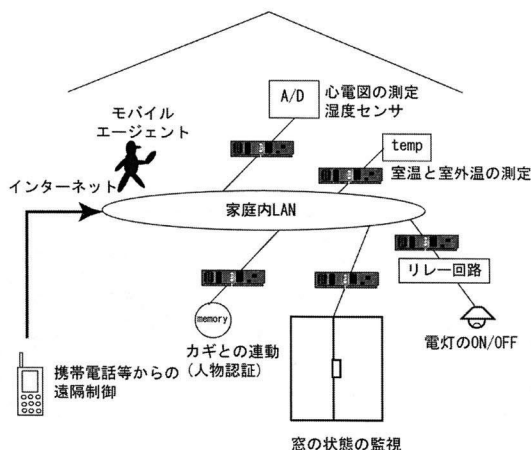 A/D
心電図の測定
湿度センサ
モバイル
エージェント
temp
室温と室外温の測定
インターネット
家庭内LAN
リレー回路
memory
カギとの連動
(人物認証)
電灯のON/OFF
携帯電話等からの
遠隔制御
窓の状態の監視